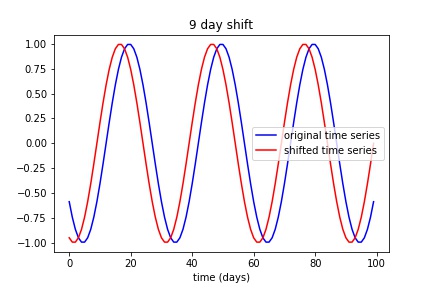 9 day shift
1.00
0.75
0.50
0.25
0.00
−0.25
−0.50
−0.75
−1.00
original time series
shifted time series
0 20 40 60 80 100
time (days)